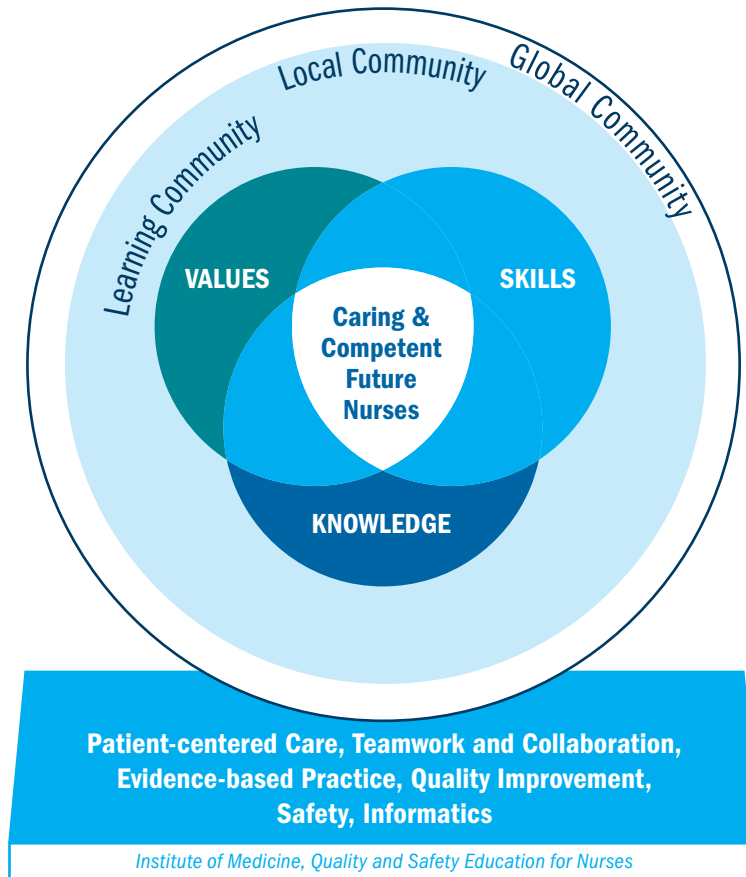 Global Community
Local Community
Learning Community
VALUES
SKILLS
Caring &
Competent
Future
Nurses
KNOWLEDGE
Patient-centered Care, Teamwork and Collaboration,
Evidence-based Practice, Quality Improvement,
Safety, Informatics
Institute of Medicine, Quality and Safety Education for Nurses